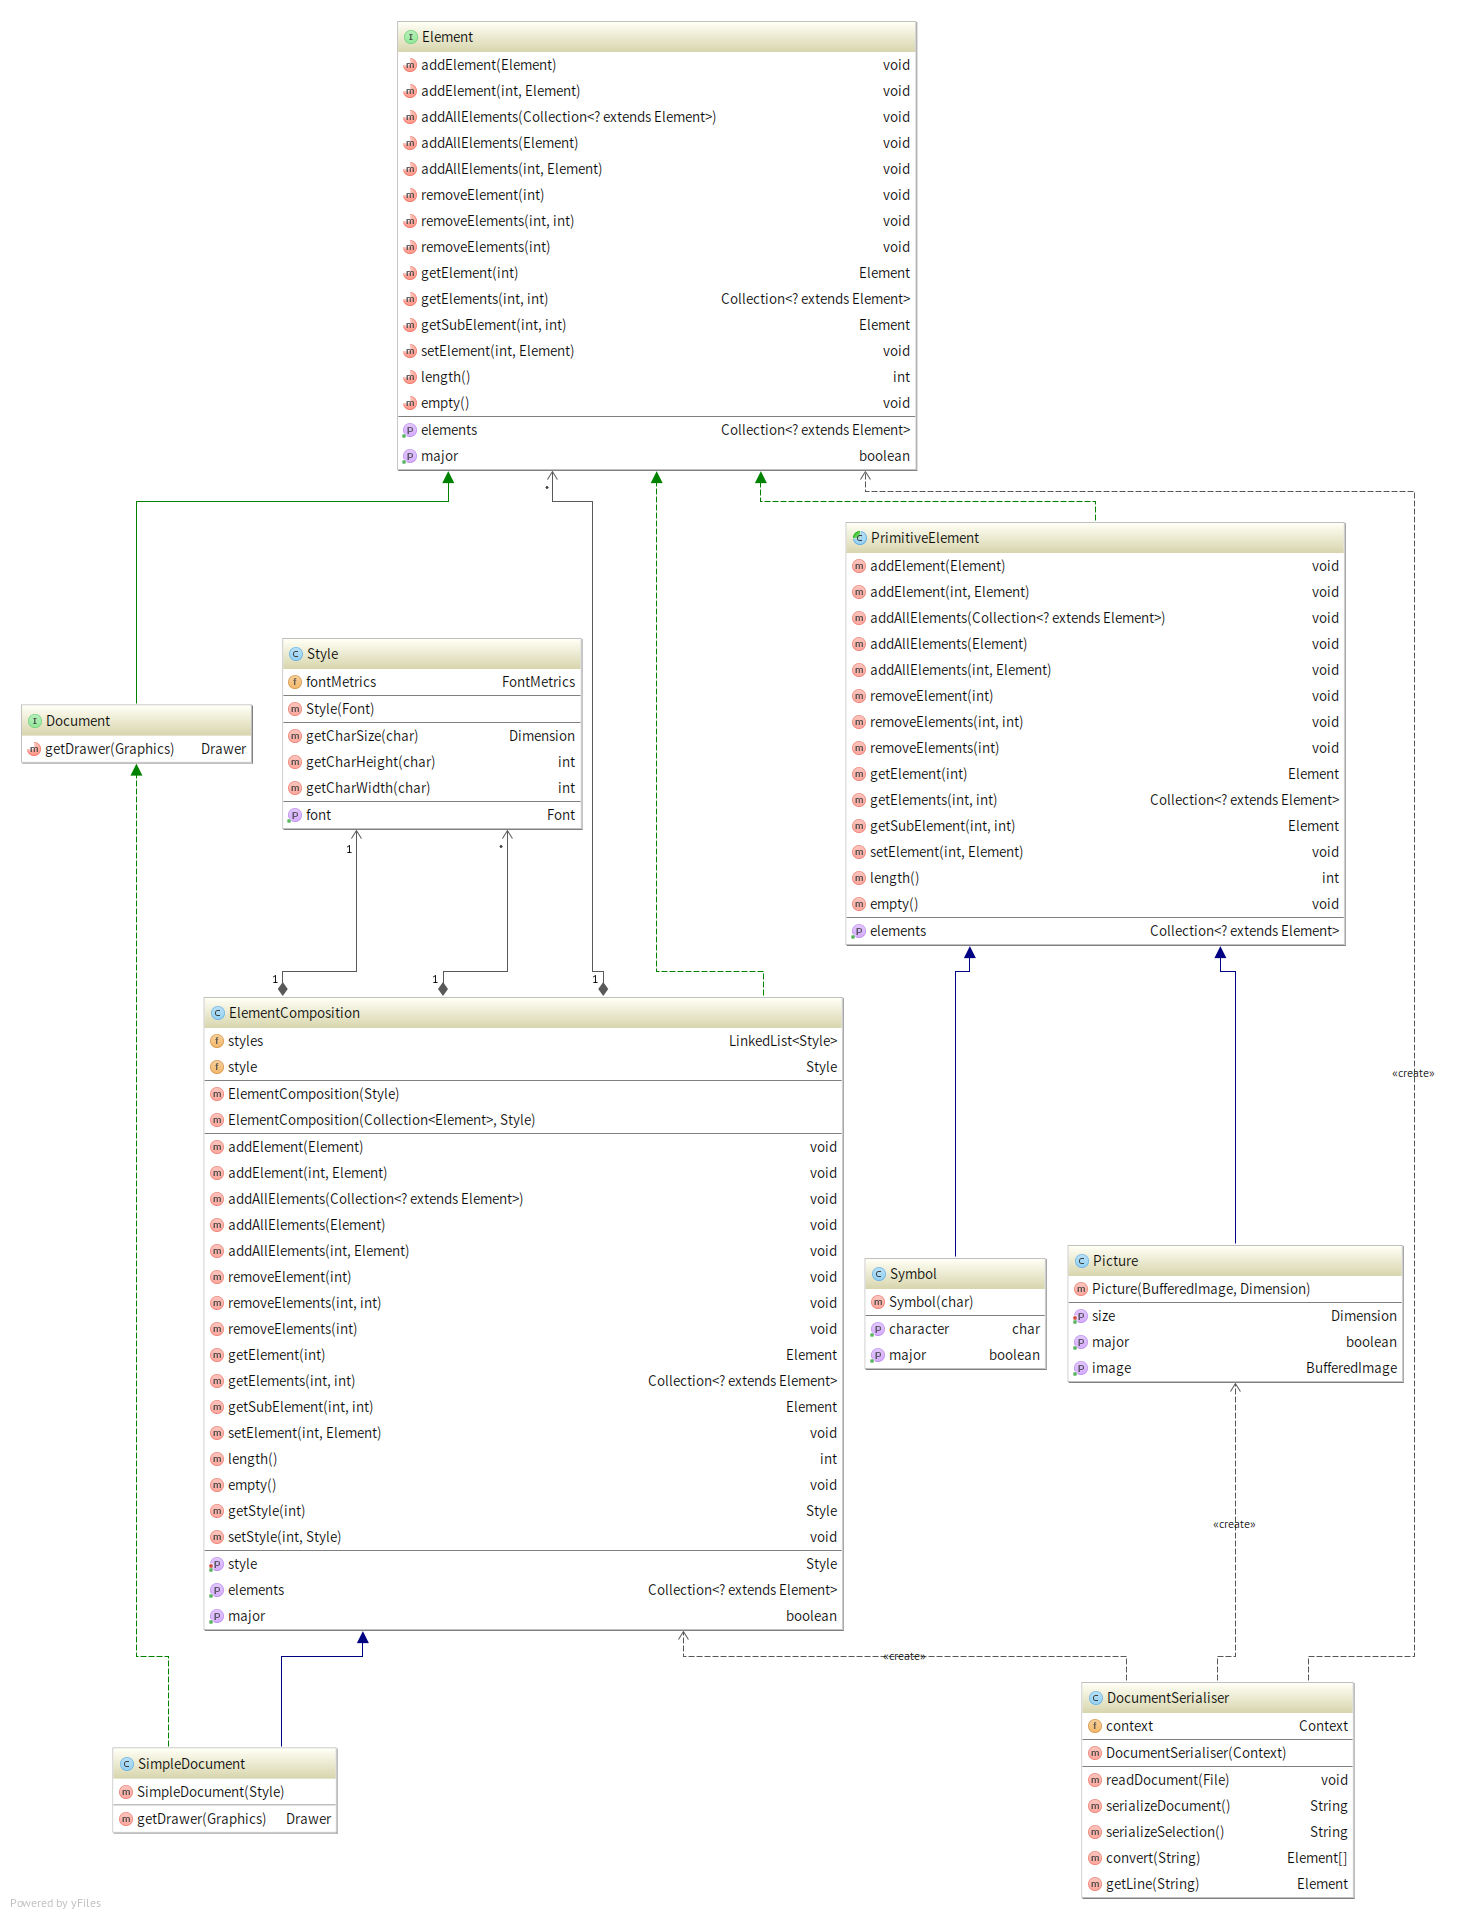 Element
addElement(Element) void
addElement(int, Element) void
addAllElements(Collection<? extends Element>) void
addAllElements(Element) void
addAllElements(int, Element) void
removeElement(int) void
removeElements(int, int) void
removeElements(int) void
getElement(int) Element
getElements(int, int) Collection<? extends Element>
getSubElement(int, int) Element
setElement(int, Element) void
length() int
empty() void
elements Collection<? extends Element>
major boolean
*
PrimitiveElement
addElement(Element) void
addElement(int, Element) void
addAllElements(Collection<? extends Element>) void
addAllElements(Element) void
addAllElements(int, Element) void
removeElement(int) void
removeElements(int, int) void
removeElements(int) void
getElement(int) Element
getElements(int, int) Collection<? extends Element>
getSubElement(int, int) Element
setElement(int, Element) void
length() int
empty() void
elements Collection<? extends Element>
Style
fontMetrics FontMetrics
Style(Font)
getCharSize(char) Dimension
getCharHeight(char) int
getCharWidth(char) int
font Font
Document
getDrawer(Graphics) Drawer
1 *
1 1 1
ElementComposition
styles LinkedList<Style>
style Style
ElementComposition(Style)
ElementComposition(Collection<Element>, Style)
addElement(Element) void
addElement(int, Element) void
addAllElements(Collection<? extends Element>) void
addAllElements(Element) void
addAllElements(int, Element) void
removeElement(int) void
removeElements(int, int) void
removeElements(int) void
getElement(int) Element
getElements(int, int) Collection<? extends Element>
getSubElement(int, int) Element
setElement(int, Element) void
length() int
empty() void
getStyle(int) Style
setStyle(int, Style) void
style Style
elements Collection<? extends Element>
major boolean
«create»
Symbol
Symbol(char)
character char
major boolean
Picture
Picture(BufferedImage, Dimension)
size Dimension
major boolean
image BufferedImage
«create»
«create»
DocumentSerialiser
context Context
DocumentSerialiser(Context)
readDocument(File) void
serializeDocument() String
serializeSelection() String
convert(String) Element[]
getLine(String) Element
SimpleDocument
SimpleDocument(Style)
getDrawer(Graphics) Drawer
Powered by yFiles